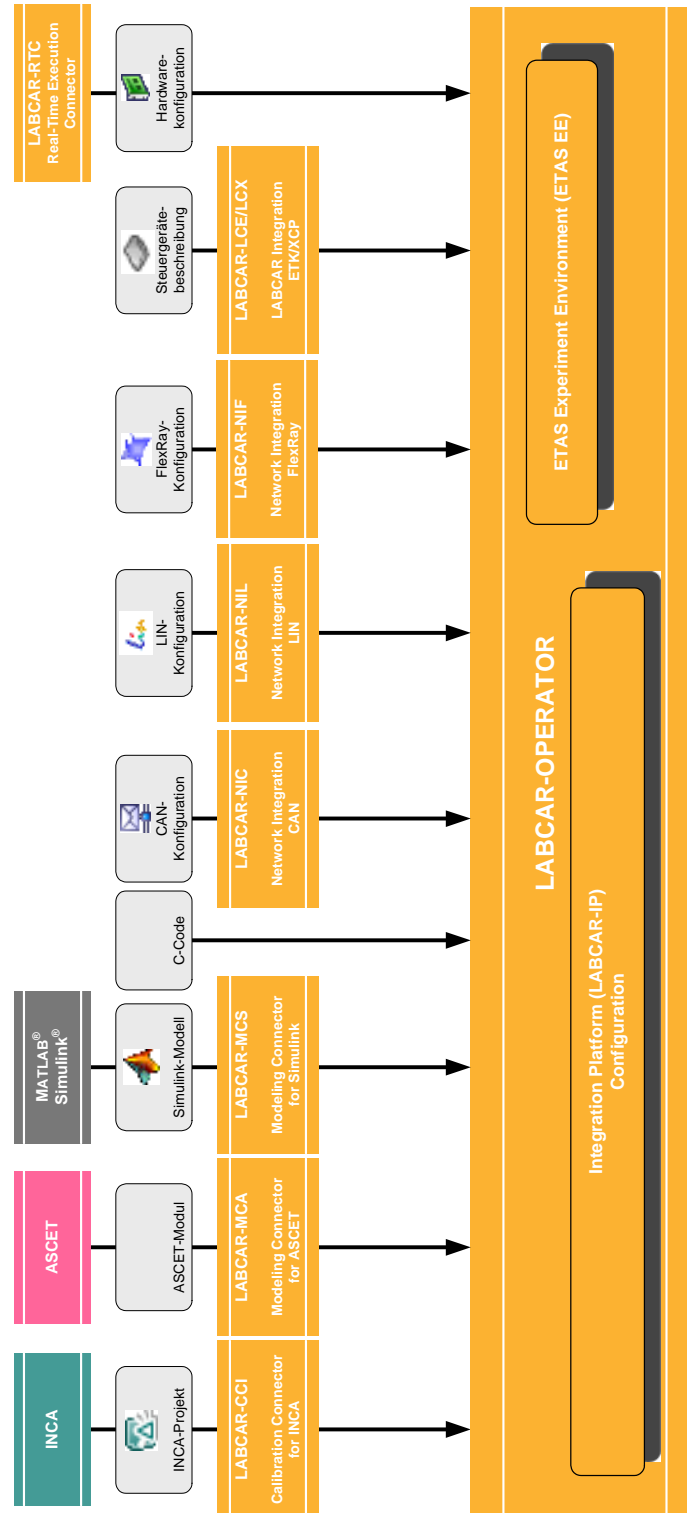 INCA
ASCET
MATLAB®
Simulink®
LABCAR-RTC
Real-Time Execution
Connector
INCA-Projekt
ASCET-Modul
Simulink-Modell
C-Code
CAN-
Konfiguration
LIN-
Konfiguration
FlexRay-
Konfiguration
Steuergeräte-
beschreibung
Hardware-
konfiguration
LABCAR-CCI
Calibration Connector
for INCA
LABCAR-MCA
Modeling Connector
for ASCET
LABCAR-MCS
Modeling Connector
for Simulink
LABCAR-NIC
Network Integration
CAN
LABCAR-NIL
Network Integration
LIN
LABCAR-NIF
Network Integration
FlexRay
LABCAR-LCE/LCX
LABCAR Integration
ETK/XCP
LABCAR-OPERATOR
Integration Platform (LABCAR-IP)
Configuration
ETAS Experiment Environment (ETAS EE)